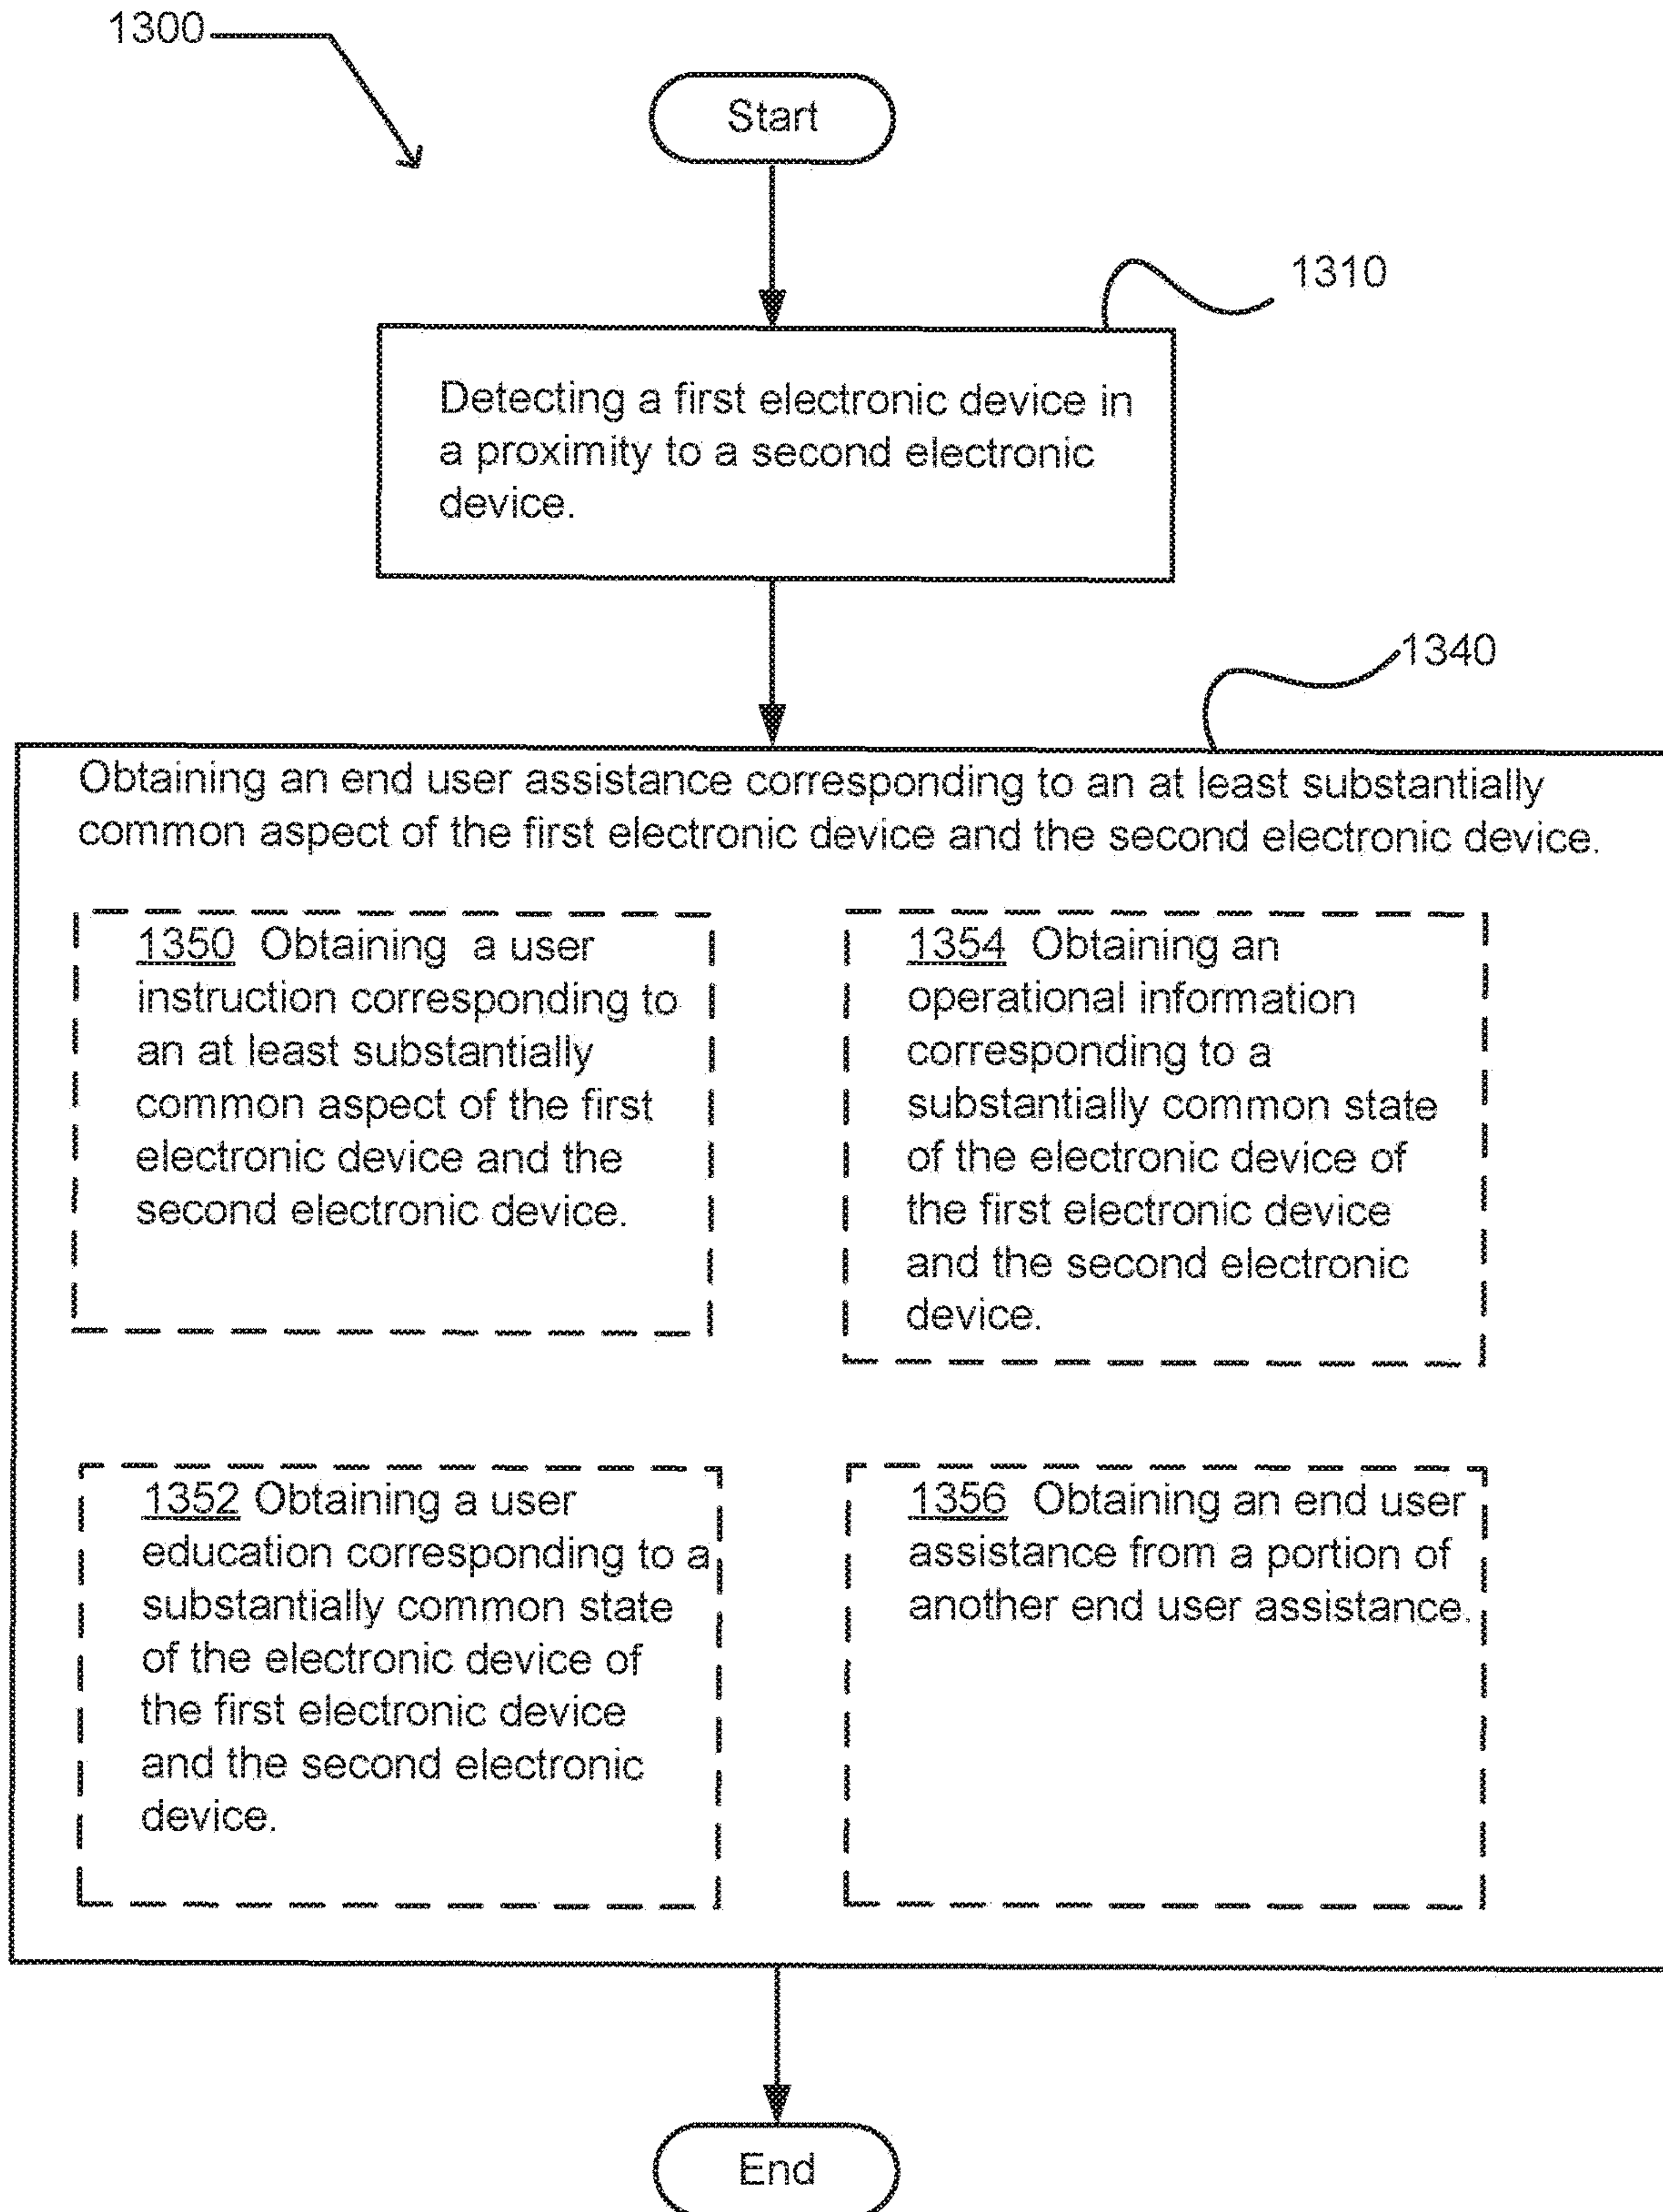 1300
Start
1310
Detecting a first electronic device in
a proximity to a second electronic
device.
1340
Obtaining an end user assistance corresponding to an at least substantially
common aspect of the first electronic device and the second electronic device.
1350 Obtaining a user
instruction corresponding to
an at least substantially
common aspect of the first
electronic device and the
second electronic device.
1354 Obtaining an
operational information
corresponding to a
substantially common state
of the electronic device of
the first electronic device
and the second electronic
device.
1352 Obtaining a user
education corresponding to a
substantially common state
of the electronic device of
the first electronic device
and the second electronic
device.
1356 Obtaining an end user
assistance from a portion of
another end user assistance.
End